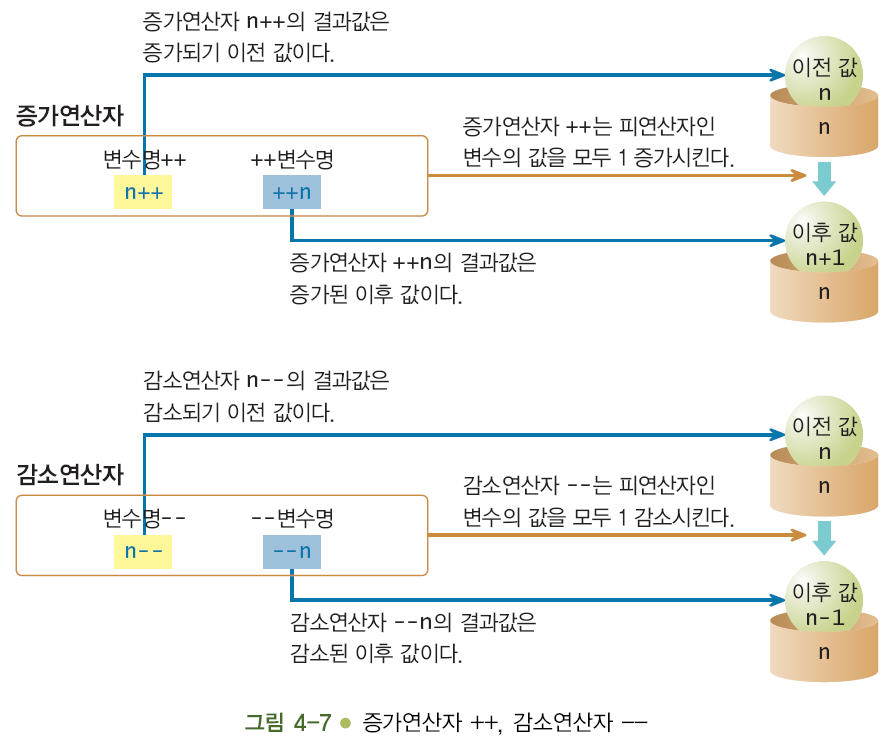 증가연산자 n++의 결과값은
증가되기 이전 값이다.
이전 값
n
n
증가연산자
변수명++ ++변수명
n++ ++n
증가연산자 ++는 피연산자인
변수의 값을 모두 1 증가시킨다.
이후 값
n+1
n
증가연산자 ++n의 결과값은
증가된 이후 값이다.
감소연산자 n--의 결과값은
감소되기 이전 값이다.
이전 값
n
n
감소연산자
변수명-- --변수명
n-- --n
감소연산자 --는 피연산자인
변수의 값을 모두 1 감소시킨다.
이후 값
n-1
n
감소연산자 --n의 결과값은
감소된 이후 값이다.
그림 4-7 ● 증가연산자 ++, 감소연산자 --